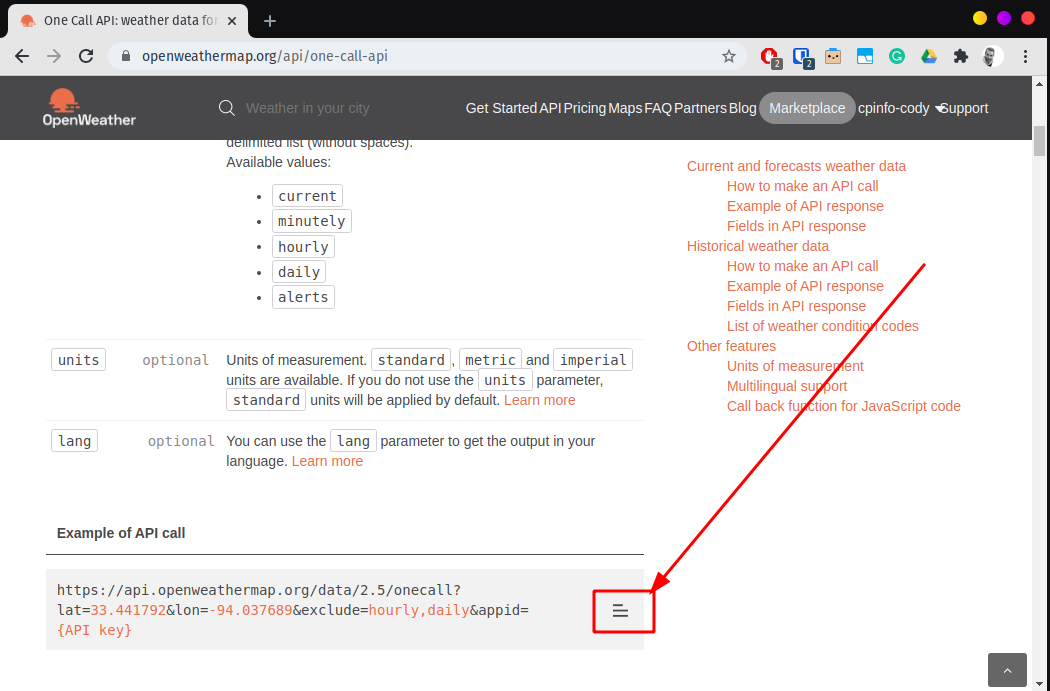 One Call API: weather data fo
openweathermap.org/api/one-call-api
2
2
OpenWeather
Weather in your city
Get Started API Pricing Maps FAQ Partners Blog Marketplace cpinfo-cody Support
delimited list (without spaces).
Available values:
current
minutely
hourly
daily
alerts
units optional Units of measurement. standard, metric and imperial
units are available. If you do not use the units parameter,
standard units will be applied by default. Learn more
lang optional You can use the lang parameter to get the output in your
language. Learn more
Example of API call
https://api.openweathermap.org/data/2.5/onecall?
lat=33.441792&lon=-94.037689&exclude=hourly,daily&appid=
{API key}
Current and forecasts weather data
How to make an API call
Example of API response
Fields in API response
Historical weather data
How to make an API call
Example of API response
Fields in API response
List of weather condition codes
Other features
Units of measurement
Multilingual support
Call back function for JavaScript code